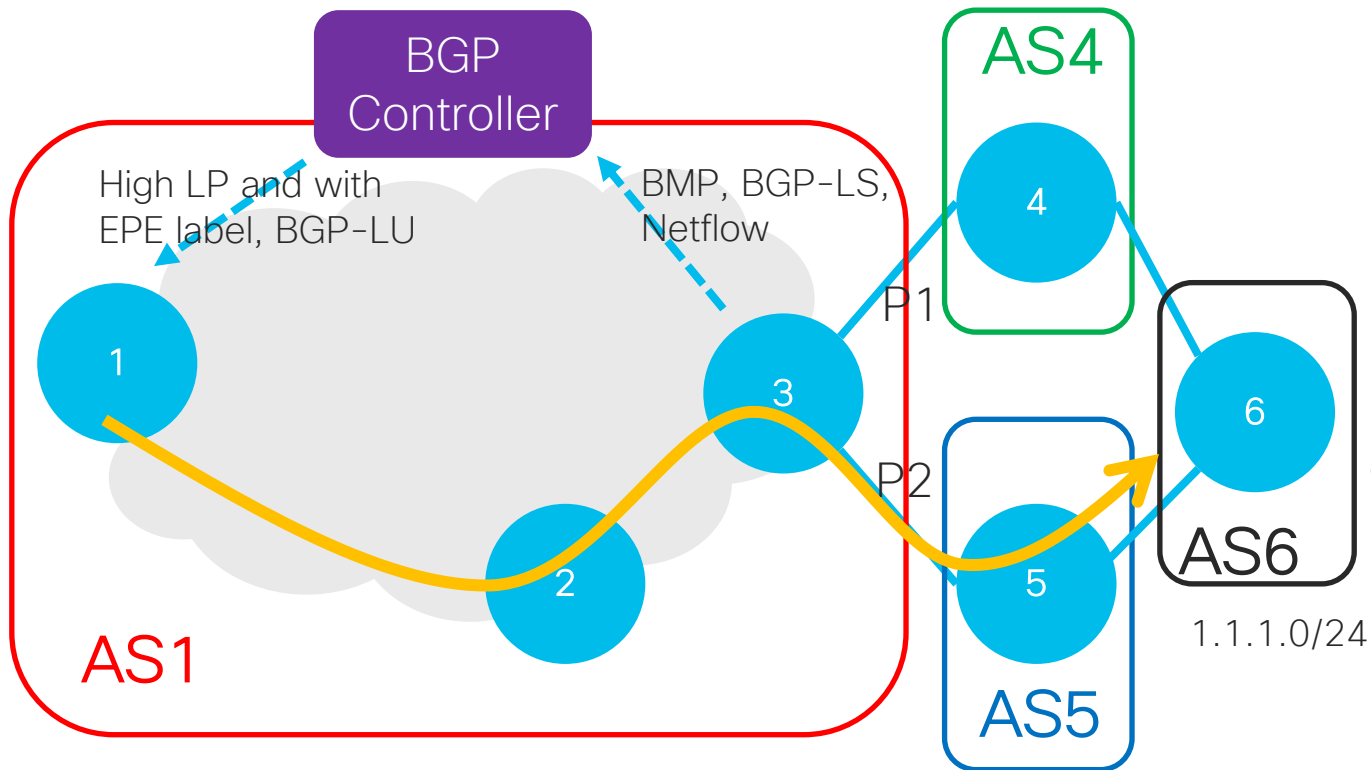 BGP
Controller
AS4
High LP and with
EPE label, BGP-LU
BMP, BGP-LS,
Netflow
4
P1
1
3
6
P2
2
5
AS6
1.1.1.0/24
AS1
AS5